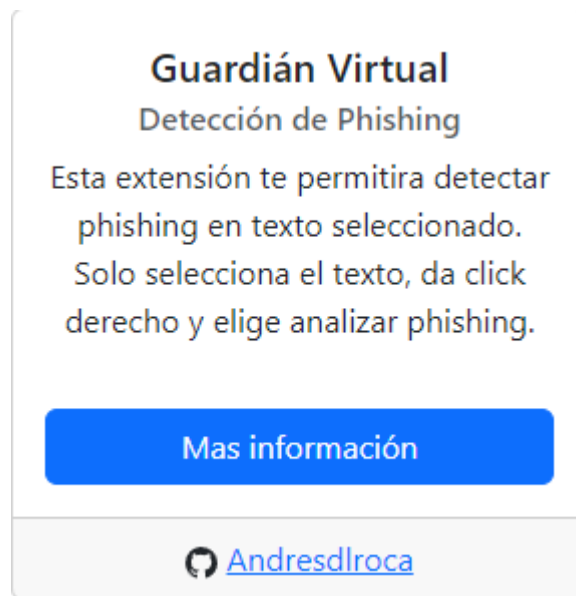 Guardián Virtual
Detección de Phishing
Esta extensión te permitira detectar
phishing en texto seleccionado.
Solo selecciona el texto, da click
derecho y elige analizar phishing.
Mas información
Andresdlroca